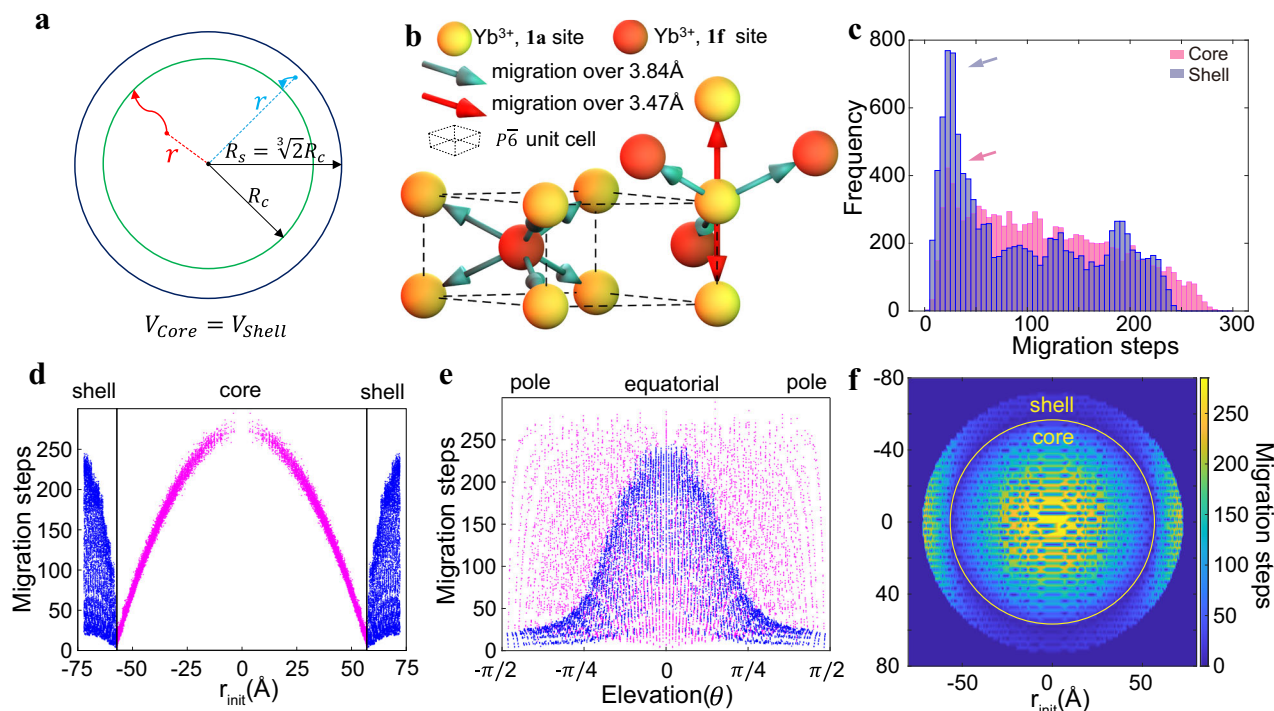 a
r
r
R_s = ∛2R_c
R_c
V_Core = V_Shell
b
Yb³⁺, 1a site
Yb³⁺, 1f site
migration over 3.84Å
migration over 3.47Å
P6̅ unit cell
c
800
600
400
200
0
Frequency
Core
Shell
0 100 200 300
Migration steps
d
shell core shell
250
200
150
100
50
0
Migration steps
-75 -50 -25 0 25 50 75
r_init(Å)
e
pole equatorial pole
250
200
150
100
50
0
Migration steps
-π/2 -π/4 0 π/4 π/2
Elevation(θ)
f
-80
-40
0
40
80
shell
core
-50 0 50
r_init(Å)
250
200
150
100
50
0
Migration steps